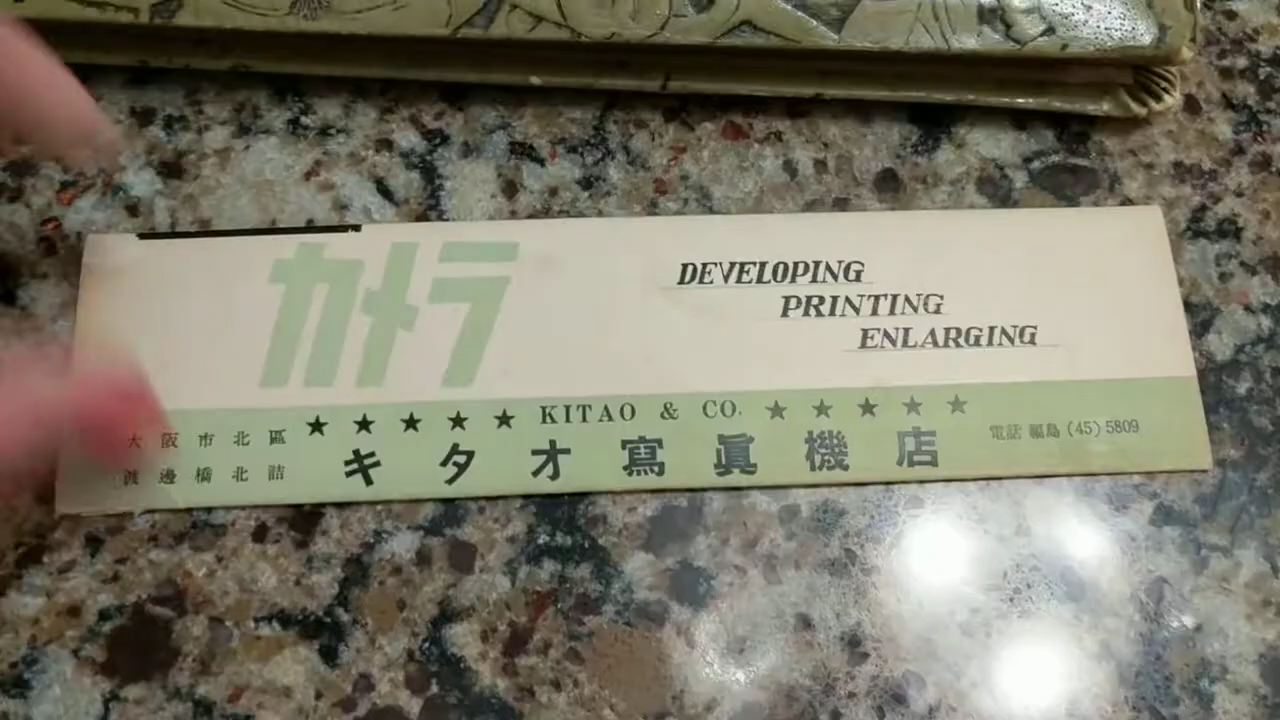 カメラ
DEVELOPING
PRINTING
ENLARGING
★★★★★ KITAO & CO. ★★★★★
大阪市北區
渡邊橋北詰
キタオ寫眞機店
電話 福島 (45) 5809